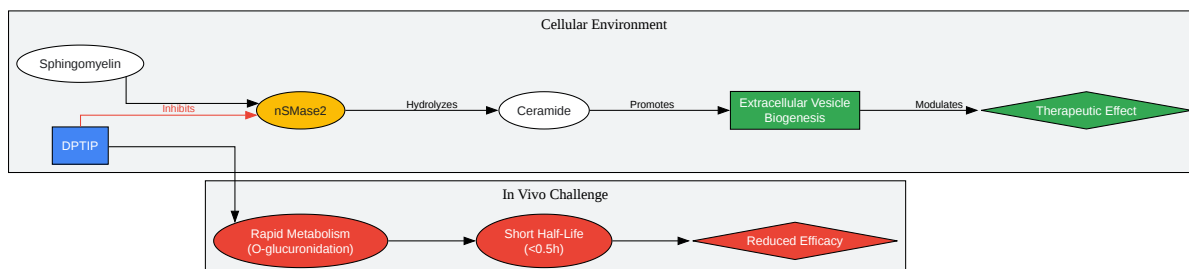 Cellular Environment
Sphingomyelin
Inhibits
nSMase2
Hydrolyzes
Ceramide
Promotes
Extracellular Vesicle
Biogenesis
Modulates
Therapeutic Effect
DPTIP
In Vivo Challenge
Rapid Metabolism
(O-glucuronidation)
Short Half-Life
(<0.5h)
Reduced Efficacy